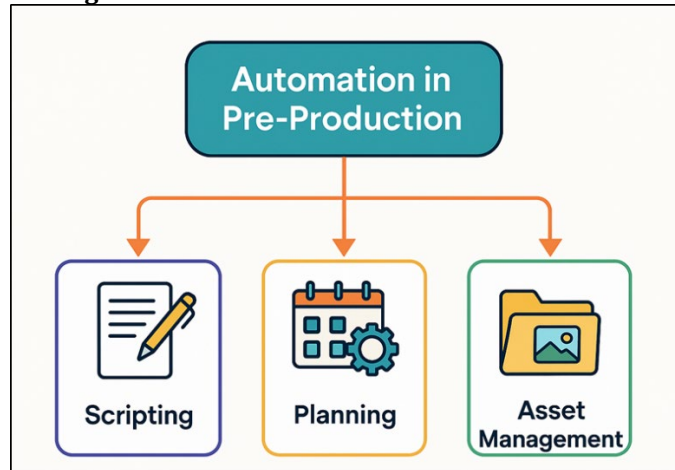 Automation in
Pre-Production
Scripting
Planning
Asset
Management